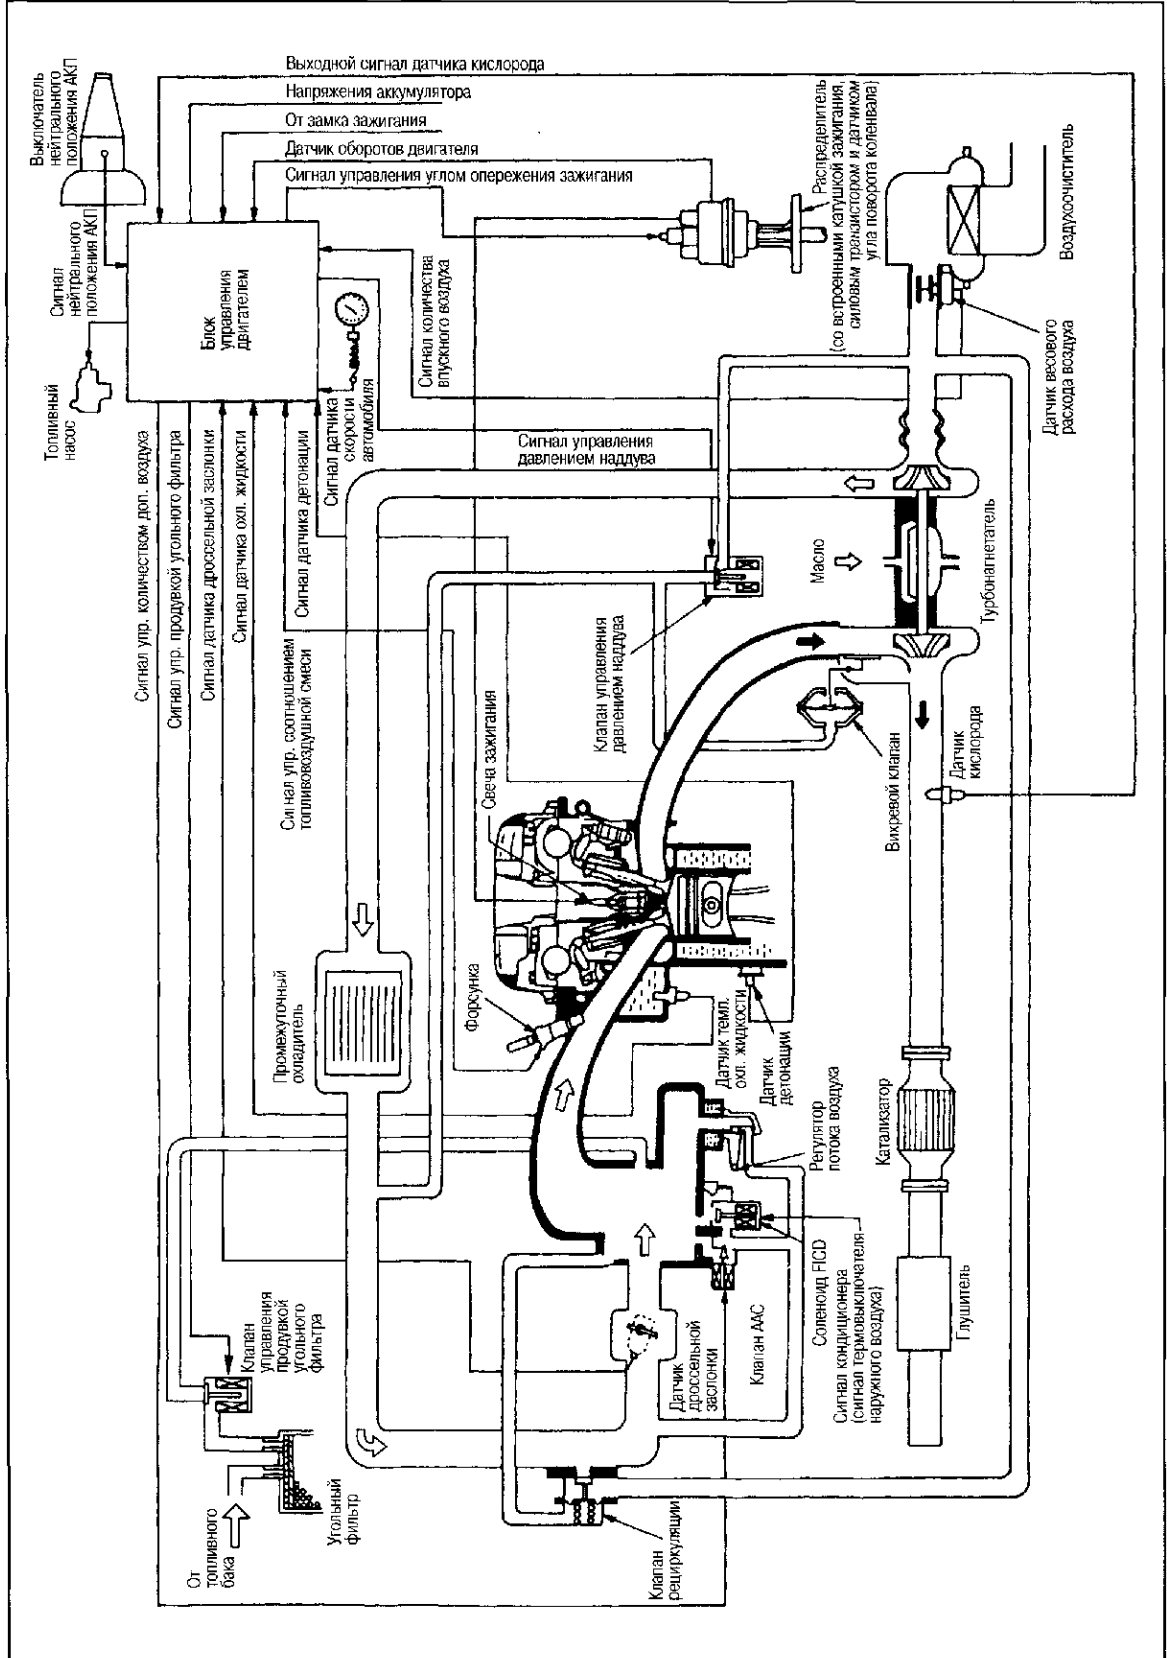 Выходной сигнал датчика кислорода
Напряжения аккумулятора
От замка зажигания
Датчик оборотов двигателя
Сигнал управления углом опережения зажигания
Выключатель
нейтрального
положения АКП
Сигнал
нейтрального
положения АКП
Топливный
насос
Блок
управления
двигателем
Сигнал датчика
скорости
автомобиля
Сигнал количества
впускного воздуха
Распределитель
(со встроенными катушкой зажигания,
силовым транзистором и датчиком
угла поворота коленвала)
Воздухоочиститель
Датчик весового
расхода воздуха
Сигнал упр. количеством доп. воздуха
Сигнал упр. продувкой угольного фильтра
Сигнал датчика дроссельной заслонки
Сигнал датчика охл. жидкости
Сигнал датчика детонации
Сигнал упр. соотношением
топливовоздушной смеси
Сигнал управления
давлением наддува
Масло
Турбонагнетатель
Клапан управления
давлением наддува
Свеча зажигания
Вихревой клапан
Датчик
кислорода
Промежуточный
охладитель
Форсунка
Датчик темп.
охл. жидкости
Датчик
детонации
Регулятор
потока воздуха
Катализатор
Клапан
управления
продувкой
угольного
фильтра
Датчик
дроссельной
заслонки
Клапан ААС
Соленоид FICD
Сигнал кондиционера
(сигнал термовыключателя
наружного воздуха)
Глушитель
От
топливного
бака
Угольный
фильтр
Клапан
рециркуляции